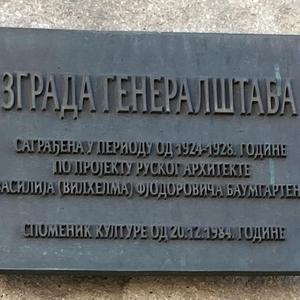 ЗГРАДА ГЕНЕРАЛШТАБА
САГРАЂЕНА У ПЕРИОДУ ОД 1924-1928. ГОДИНЕ
ПО ПРОЈЕКТУ РУСКОГ АРХИТЕКТЕ
ВАСИЛИЈА (ВИЛХЕЛМА) ФЈОДОРОВИЧА БАУМГАРТЕН
СПОМЕНИК КУЛТУРЕ ОД 20.12.1984. ГОДИНЕ